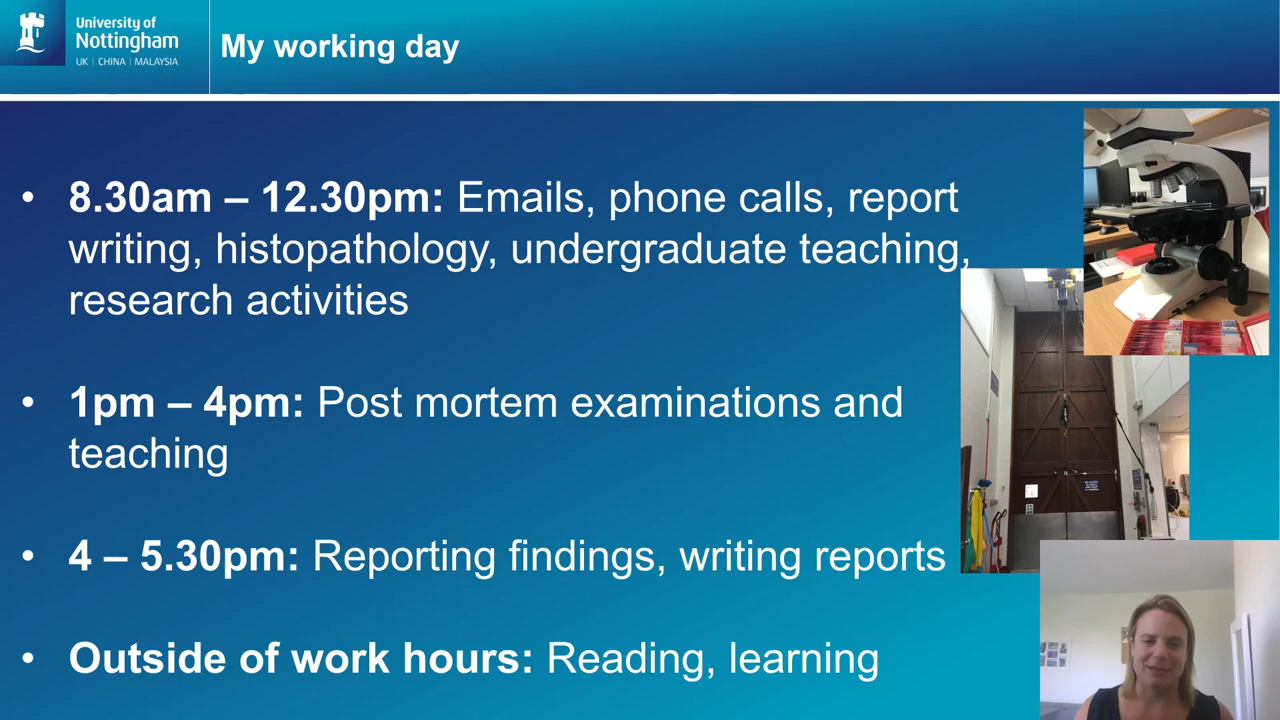 University of
Nottingham
UK | CHINA | MALAYSIA
My working day
• 8.30am – 12.30pm: Emails, phone calls, report
writing, histopathology, undergraduate teaching,
research activities
• 1pm – 4pm: Post mortem examinations and
teaching
• 4 – 5.30pm: Reporting findings, writing reports
• Outside of work hours: Reading, learning